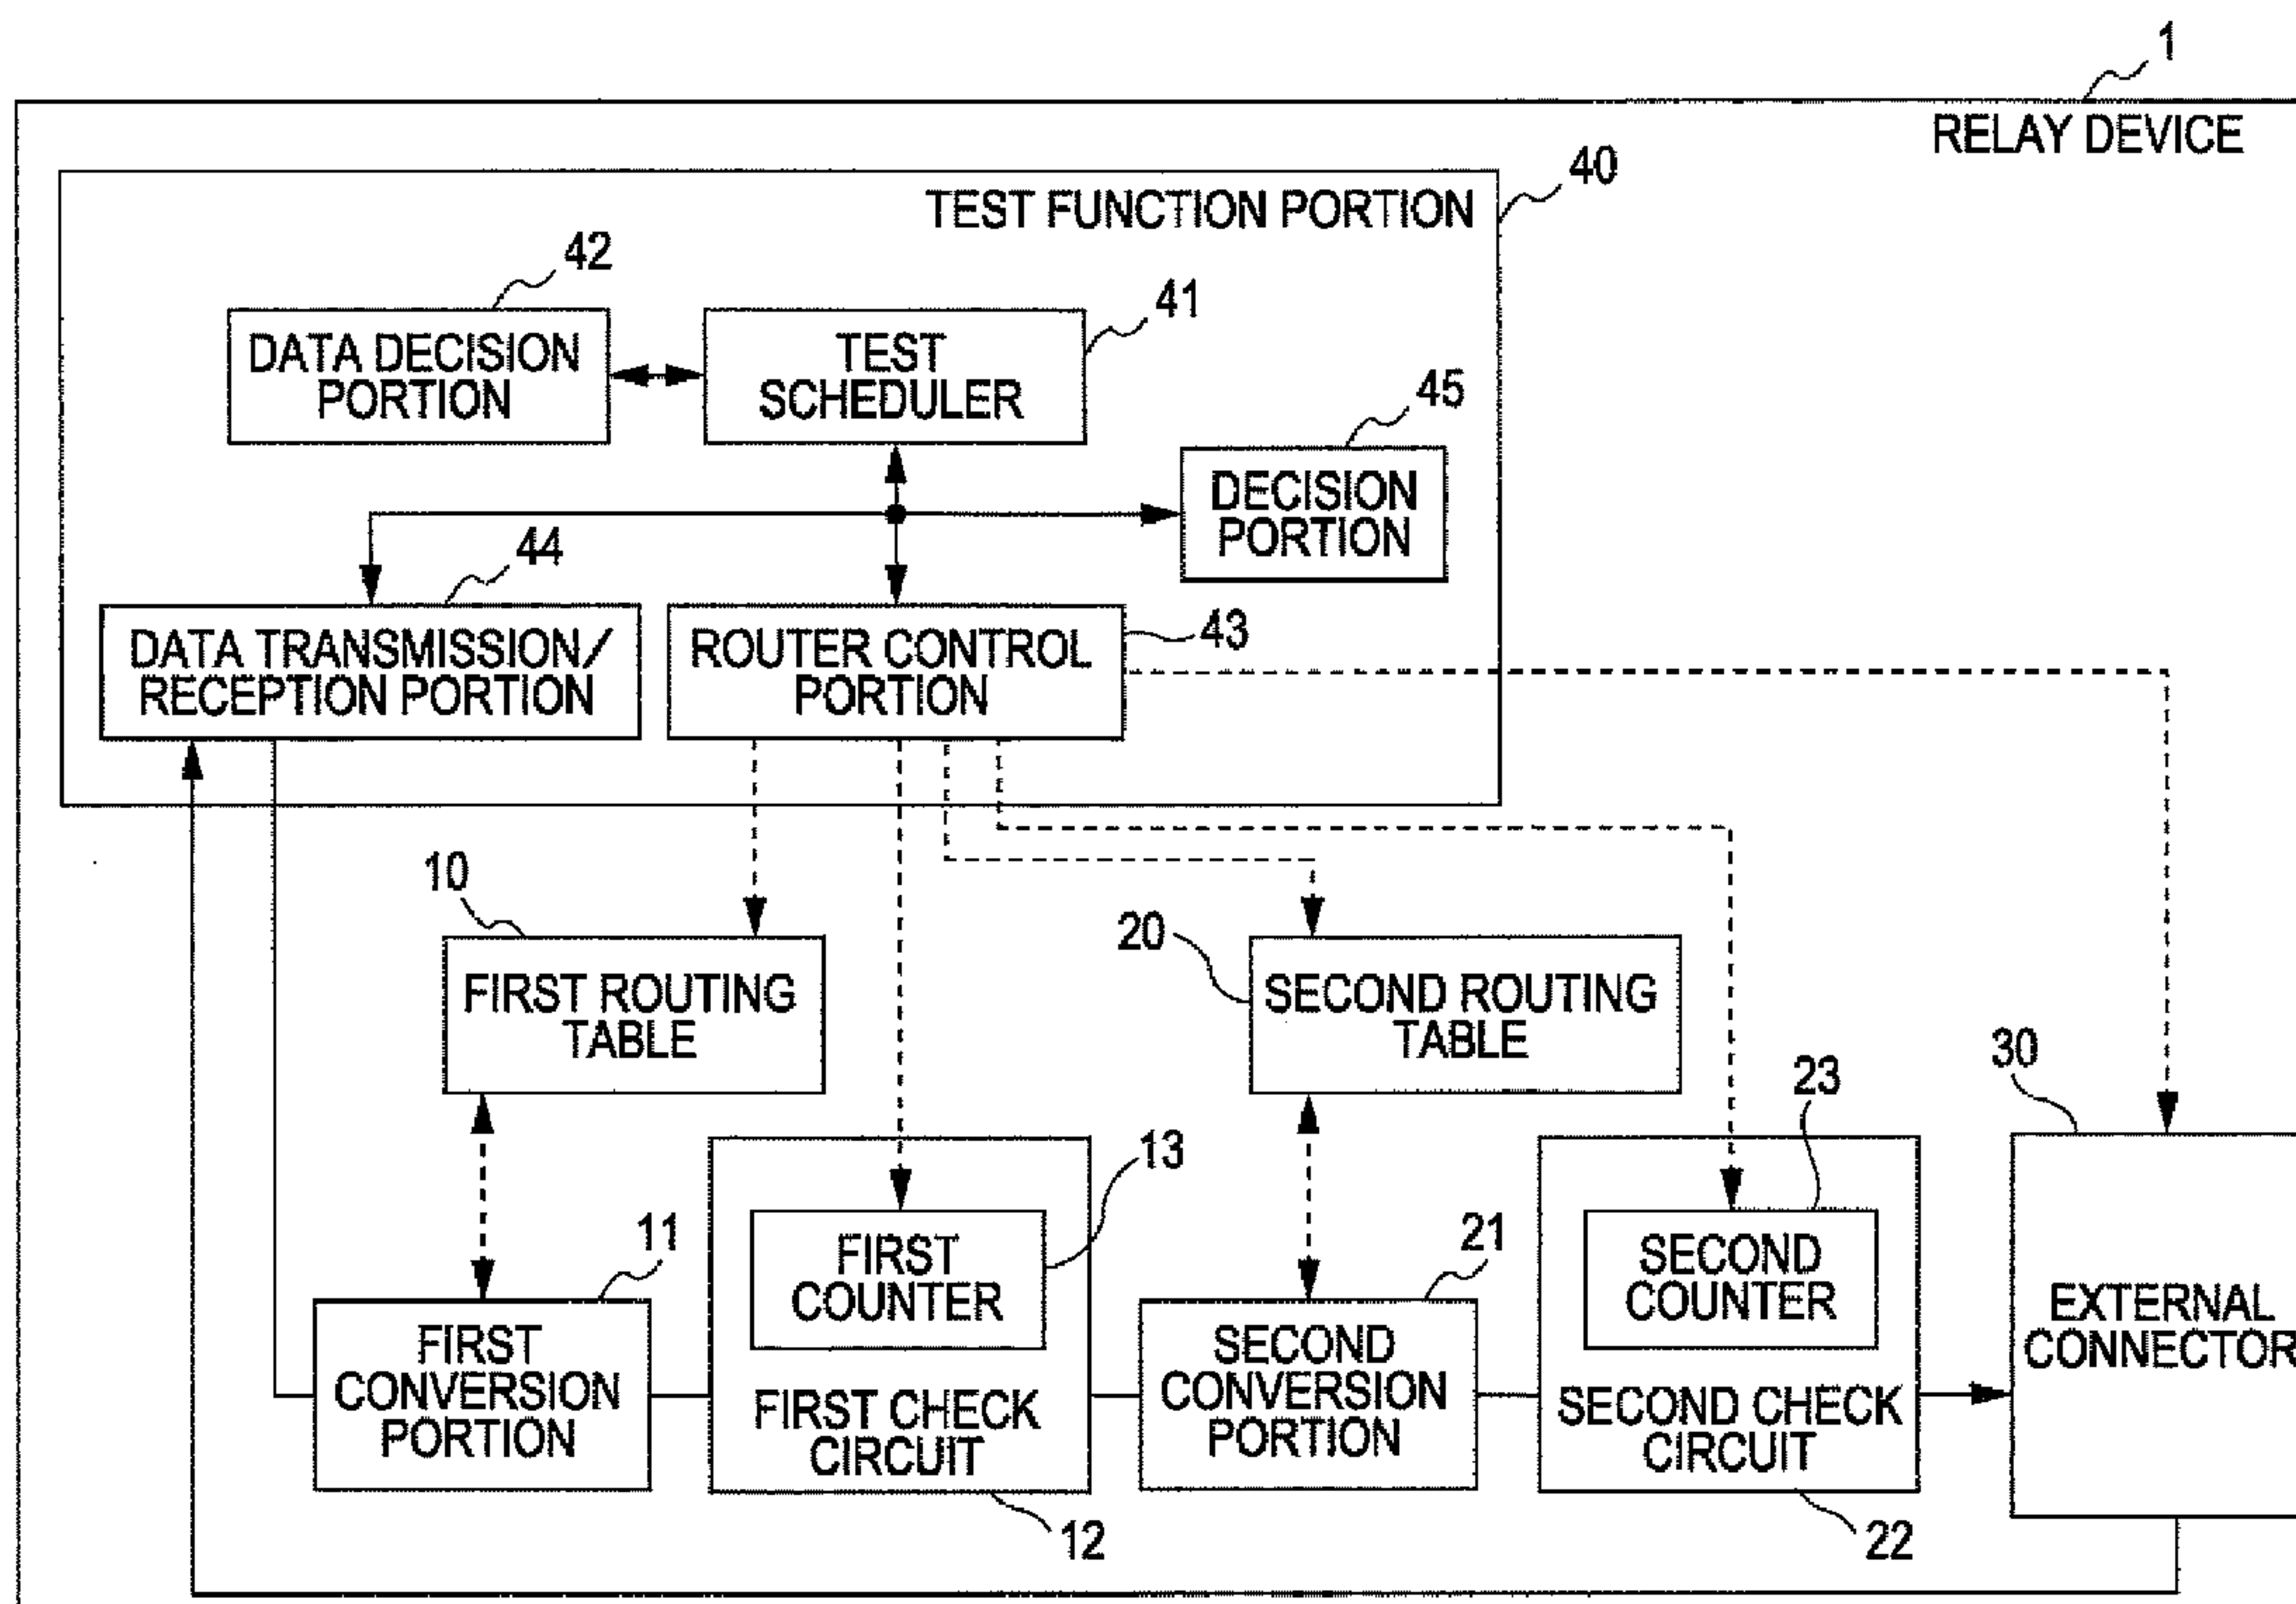 1
RELAY DEVICE
40
TEST FUNCTION PORTION
42
41
DATA DECISION
PORTION
TEST
SCHEDULER
45
DECISION
PORTION
44
DATA TRANSMISSION/
RECEPTION PORTION
ROUTER CONTROL
PORTION
43
10
FIRST ROUTING
TABLE
20
SECOND ROUTING
TABLE
30
23
13
FIRST
COUNTER
SECOND
COUNTER
11
21
FIRST
CONVERSION
PORTION
FIRST CHECK
CIRCUIT
SECOND
CONVERSION
PORTION
SECOND CHECK
CIRCUIT
EXTERNAL
CONNECTOR
12
22